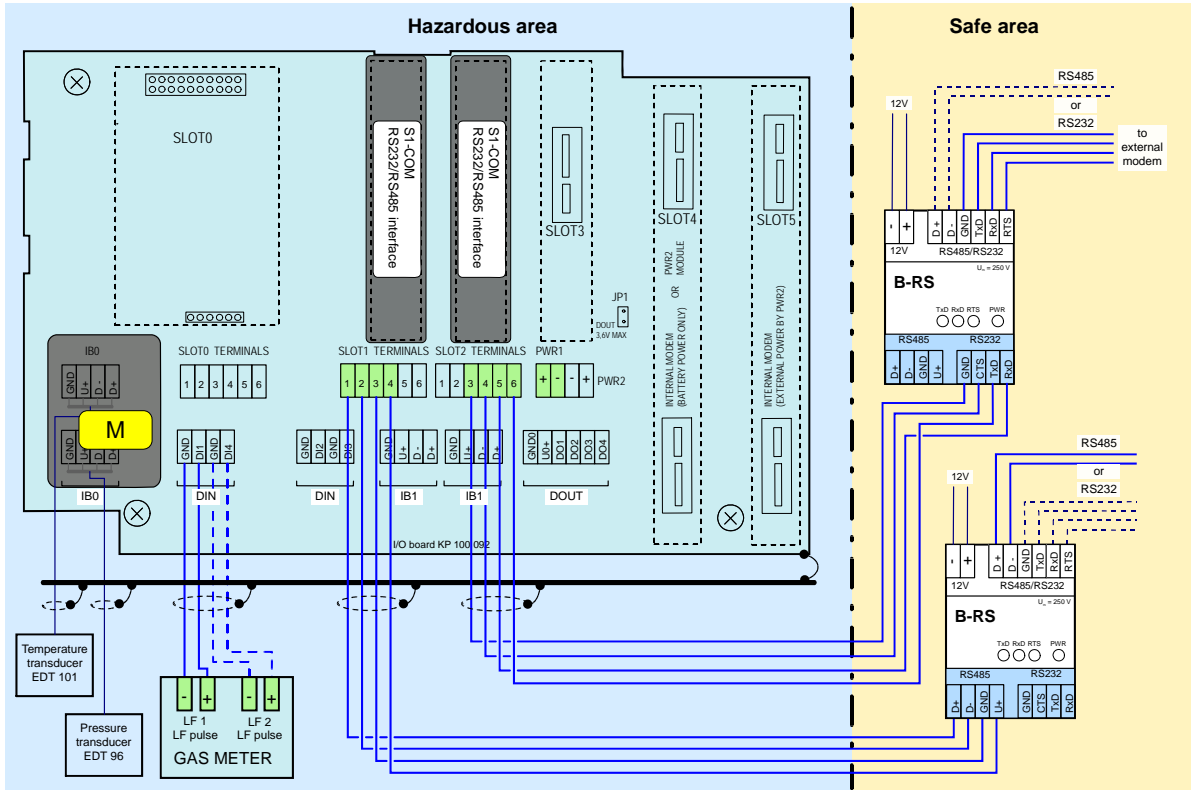 Hazardous area
Safe area
SLOT0
S1-COM
RS232/RS485 interface
S1-COM
RS232/RS485 interface
SLOT3
SLOT4
SLOT5
INTERNAL MODEM OR PWR2
(BATTERY POWER ONLY) MODULE
INTERNAL MODEM
(EXTERNAL POWER BY PWR2)
JP1
DOUT
3,6V MAX
IB0
GND U+ D- D+
M
GND U+ D- D+
IB0
SLOT0 TERMINALS
1 2 3 4 5 6
GND DI1 GND DI4
DIN
SLOT1 TERMINALS
1 2 3 4 5 6
SLOT2 TERMINALS
1 2 3 4 5 6
PWR1
+ - - +
PWR2
GND DI2 GND DI3
DIN
GND U+ D- D+
IB1
GND U+ D- D+
IB1
GND0 U0+ DO1 DO2 DO3 DO4
DOUT
I/O board KP 100 092
Temperature
transducer
EDT 101
Pressure
transducer
EDT 96
- + - +
LF 1
LF pulse
LF 2
LF pulse
GAS METER
RS485
or
RS232
to
external
modem
12V
- + D+ D- GND TxD RxD RTS
12V RS485/RS232
U~ = 250 V
B-RS
TxD RxD RTS PWR
RS485 RS232
D+ D- GND U+ GND CTS TxD RxD
RS485
or
RS232
12V
- + D+ D- GND TxD RxD RTS
12V RS485/RS232
U~ = 250 V
B-RS
TxD RxD RTS PWR
RS485 RS232
D+ D- GND U+ GND CTS TxD RxD